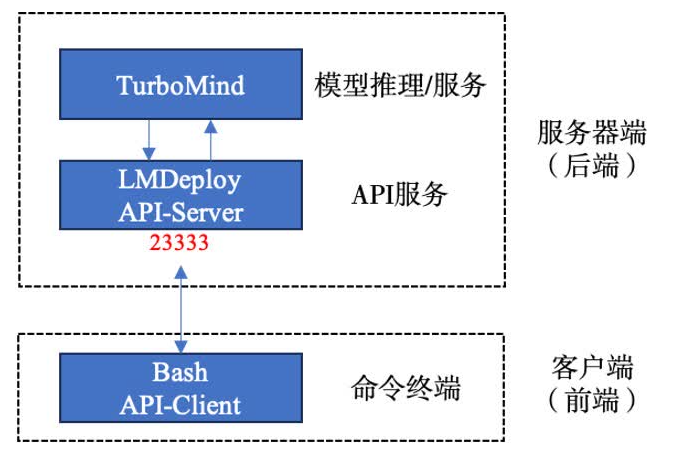 TurboMind
模型推理/服务
LMDeploy
API-Server
API服务
23333
服务器端
（后端）
Bash
API-Client
命令终端
客户端
（前端）